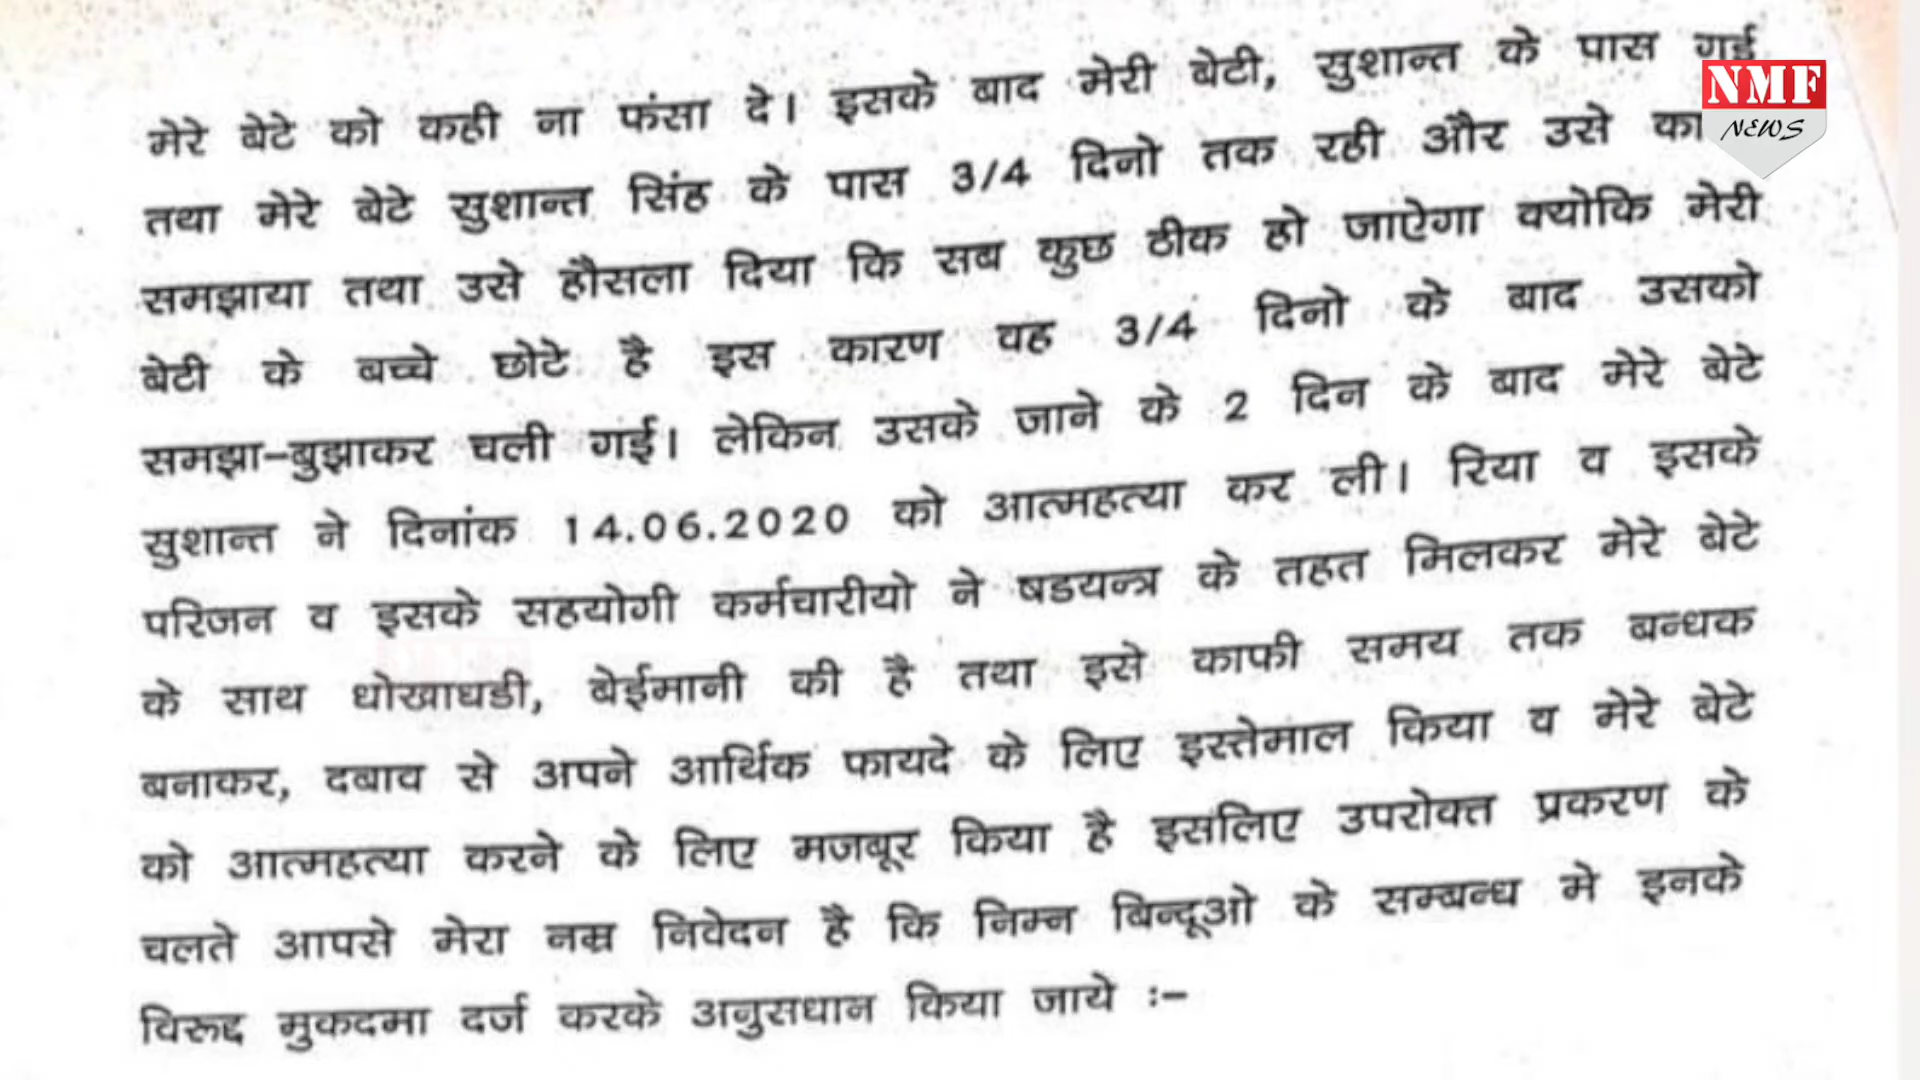 मेरे बेटे को कही ना फंसा दे। इसके बाद मेरी बेटी, सुशान्त के पास गई
तथा मेरे बेटे सुशान्त सिंह के पास 3/4 दिनो तक रही और उसे
समझाया तथा उसे हौसला दिया कि सब कुछ ठीक हो जाऐगा क्योकि मेरी
बेटी के बच्चे छोटे है इस कारण वह 3/4 दिनो के बाद उसको
समझा-बुझाकर चली गई। लेकिन उसके जाने के 2 दिन के बाद मेरे बेटे
सुशान्त ने दिनांक 14.06.2020 को आत्महत्या कर ली। रिया व इसके
परिजन व इसके सहयोगी कर्मचारीयो ने षडयन्त्र के तहत मिलकर मेरे बेटे
के साथ धोखाधडी, बेईमानी की है तथा इसे काफी समय तक बन्धक
बनाकर, दबाव से अपने आर्थिक फायदे के लिए इस्तेमाल किया व मेरे बेटे
को आत्महत्या करने के लिए मजबूर किया है इसलिए उपरोक्त प्रकरण के
चलते आपसे मेरा नम्र निवेदन है कि निम्न बिन्दूओ के सम्बन्ध मे इनके
विरूद्द मुकदमा दर्ज करके अनुसधान किया जाये :-
NMF
NEWS